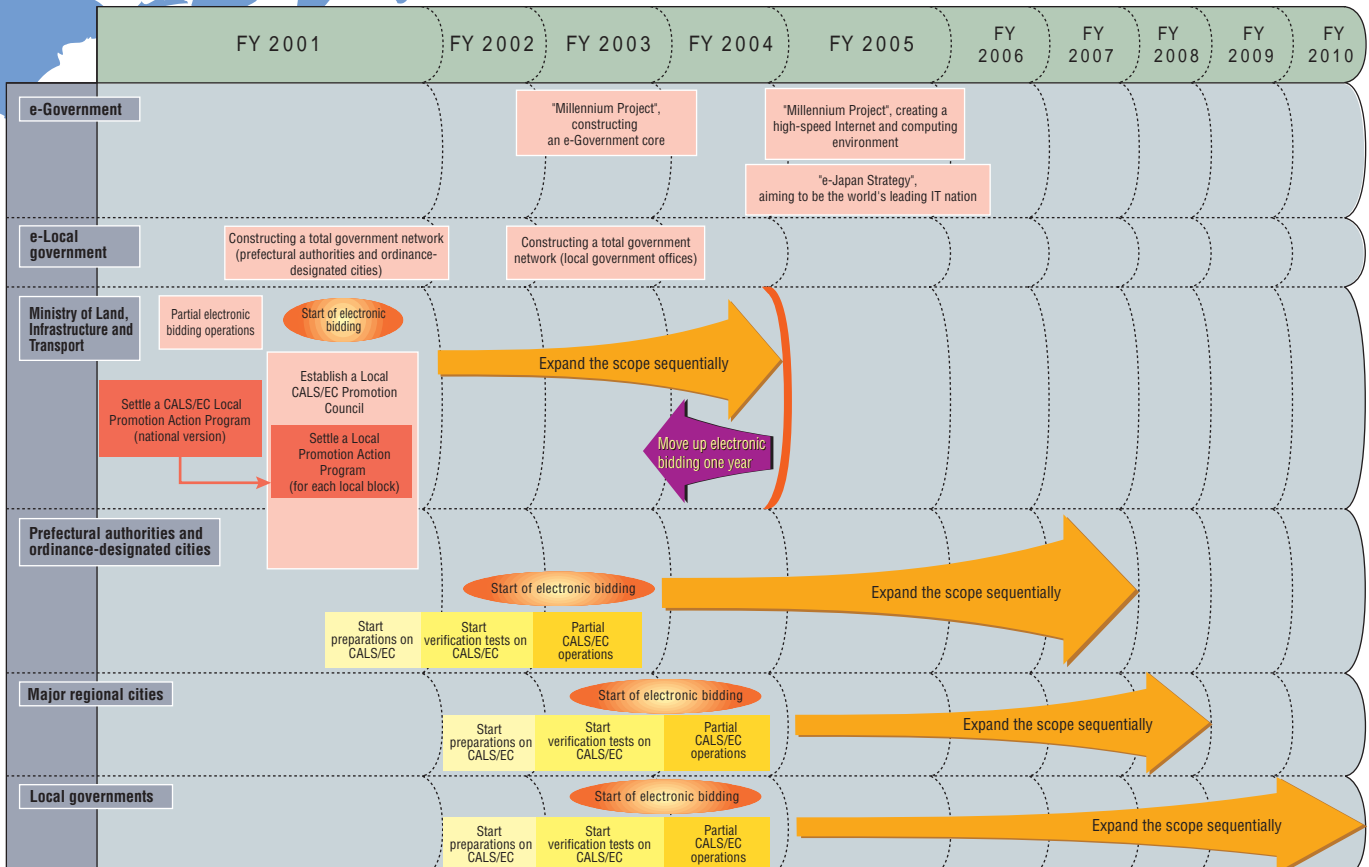 FY 2001
FY 2002
FY 2003
FY 2004
FY 2005
FY
2006
FY
2007
FY
2008
FY
2009
FY
2010
e-Government
"Millennium Project",
constructing
an e-Government core
"Millennium Project", creating a
high-speed Internet and computing
environment
"e-Japan Strategy",
aiming to be the world's leading IT nation
e-Local
government
Constructing a total government network
(prefectural authorities and ordinance-
designated cities)
Constructing a total government
network (local government offices)
Ministry of Land,
Infrastructure and
Transport
Partial electronic
bidding operations
Start of electronic
bidding
Expand the scope sequentially
Establish a Local
CALS/EC Promotion
Council
Settle a CALS/EC Local
Promotion Action Program
(national version)
Settle a Local
Promotion Action
Program
(for each local block)
Move up electronic
bidding one year
Prefectural authorities and
ordinance-designated cities
Start of electronic bidding
Expand the scope sequentially
Start
preparations on
CALS/EC
Start
verification tests on
CALS/EC
Partial
CALS/EC
operations
Major regional cities
Start of electronic bidding
Expand the scope sequentially
Start
preparations on
CALS/EC
Start
verification tests on
CALS/EC
Partial
CALS/EC
operations
Local governments
Start of electronic bidding
Expand the scope sequentially
Start
preparations on
CALS/EC
Start
verification tests on
CALS/EC
Partial
CALS/EC
operations